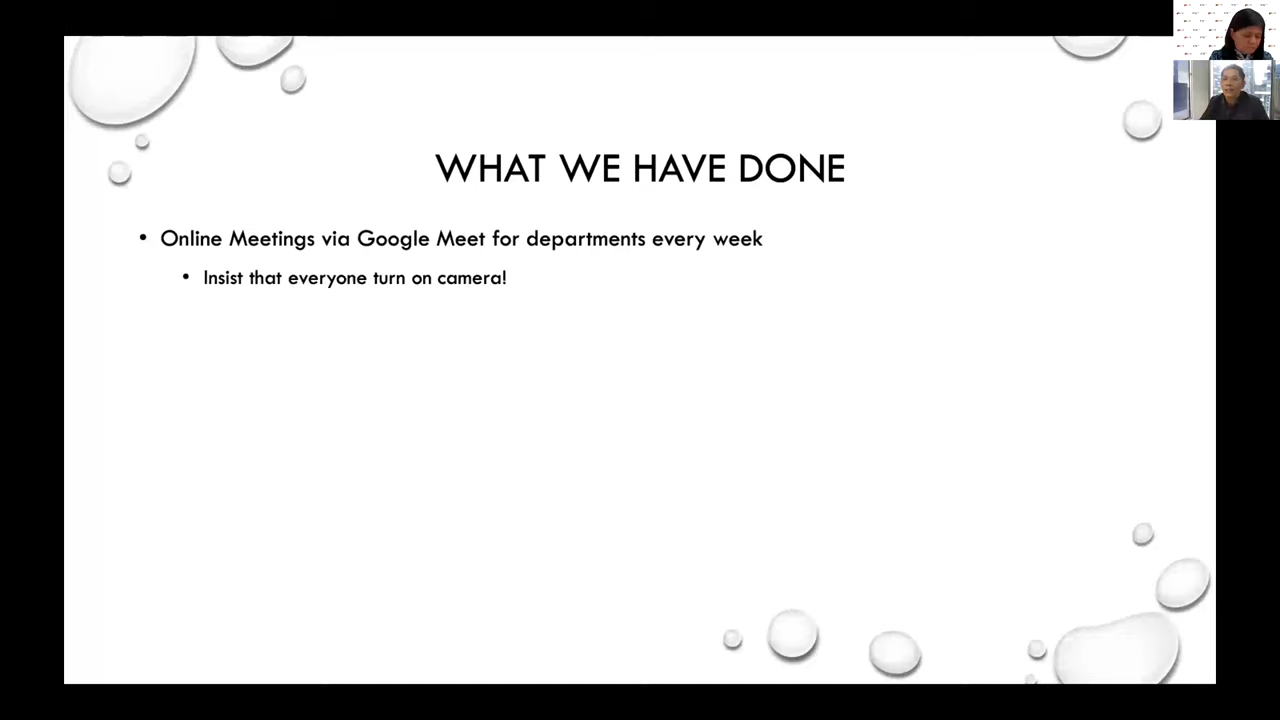 WHAT WE HAVE DONE
• Online Meetings via Google Meet for departments every week
• Insist that everyone turn on camera!